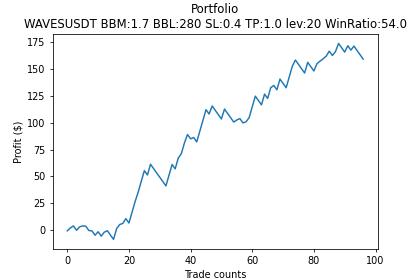 Portfolio
WAVESUSDT BBM:1.7 BBL:280 SL:0.4 TP:1.0 lev:20 WinRatio:54.0
175
150
125
100
75
50
25
0
Profit ($)
0 20 40 60 80 100
Trade counts